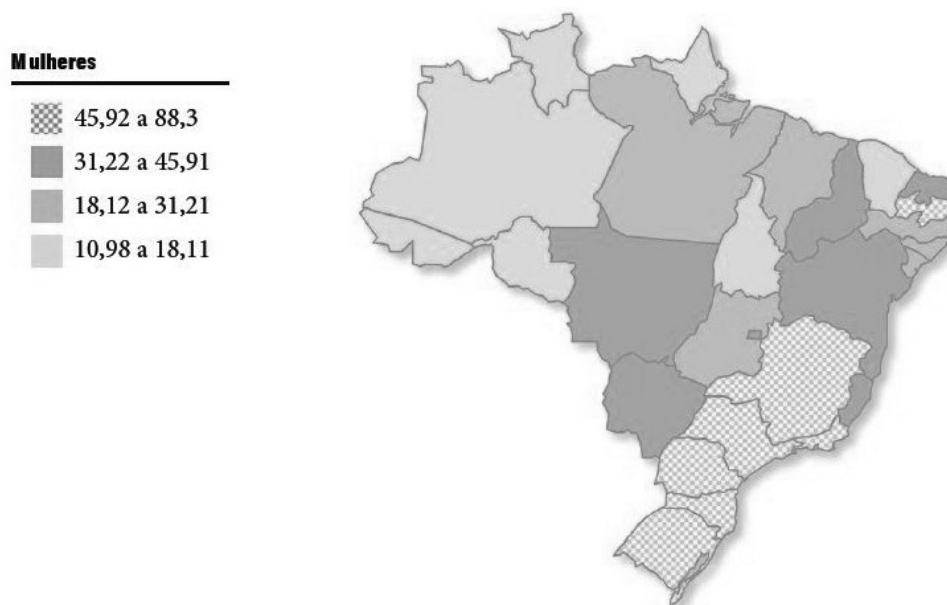 Mulheres
45,92 a 88,3
31,22 a 45,91
18,12 a 31,21
10,98 a 18,11